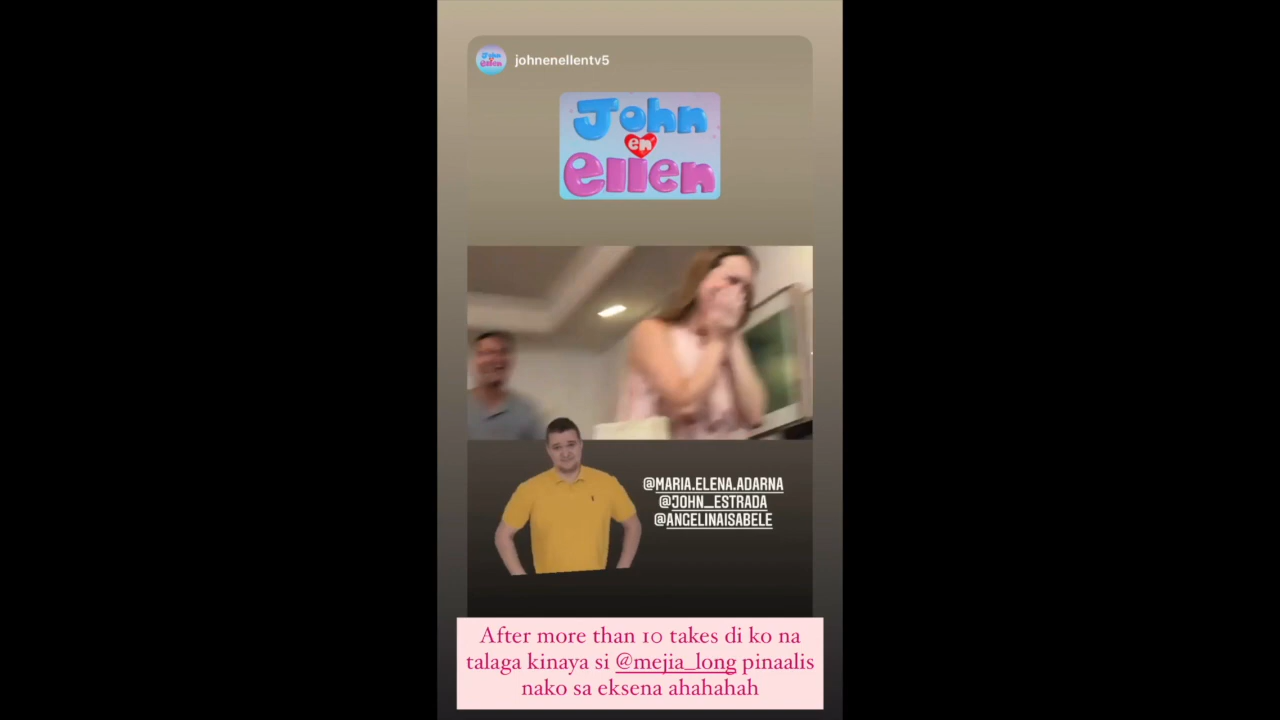 johnenellentv5
John
en
ellen
@MARIA.ELENA.ADARNA
@JOHN_ESTRADA
@ANGELINAISABELE
After more than 10 takes di ko na
talaga kinaya si @mejia_long pinaalis
nako sa eksena ahahahah